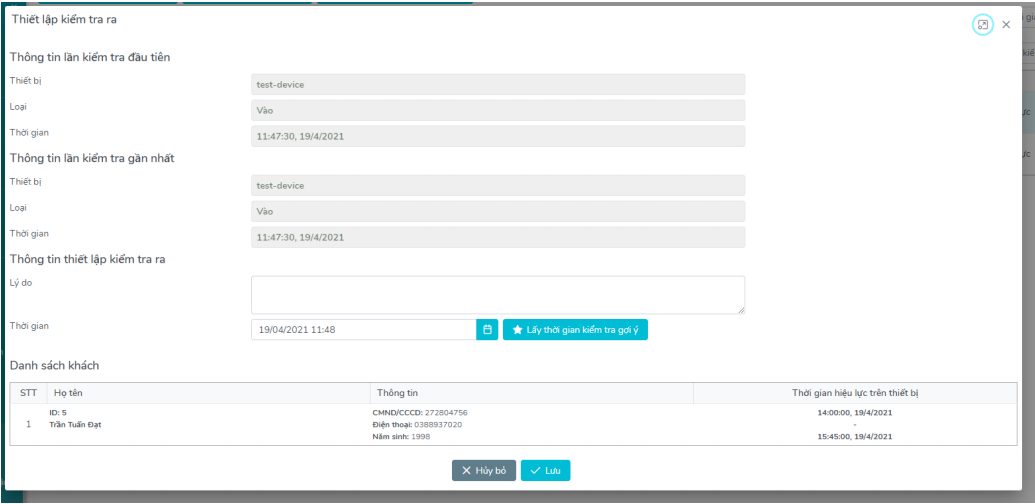 Thiết lập kiểm tra ra
Thông tin lần kiểm tra đầu tiên
Thiết bị
test-device
Loại
Vào
Thời gian
11:47:30, 19/4/2021
Thông tin lần kiểm tra gần nhất
Thiết bị
test-device
Loại
Vào
Thời gian
11:47:30, 19/4/2021
Thông tin thiết lập kiểm tra ra
Lý do
Thời gian
19/04/2021 11:48
Lấy thời gian kiểm tra gợi ý
Danh sách khách
STT Họ tên Thông tin Thời gian hiệu lực trên thiết bị
ID: 5 CMND/CCCD: 272804756 14:00:00, 19/4/2021
1 Trần Tuấn Đạt Điện thoại: 0388937020 -
Năm sinh: 1998 15:45:00, 19/4/2021
Hủy bỏ Lưu